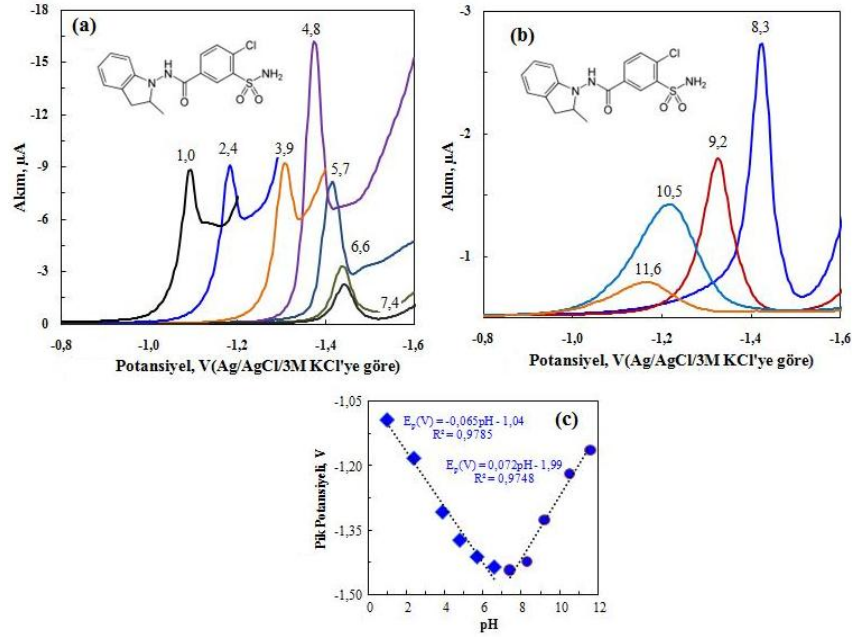 -18
(a)
4,8
-15
Cl
NH
N
O
S
NH₂
O
O
-12
1,0
2,4
3,9
-9
5,7
-6
6,6
-3
7,4
0
Akım, µA
-0,8
-1,0
-1,2
-1,4
-1,6
Potansiyel, V(Ag/AgCl/3M KCl'ye göre)
-3
(b)
8,3
Cl
NH
N
O
S
NH₂
O
O
-2
9,2
10,5
-1
11,6
Akım, µA
-0,8
-1,0
-1,2
-1,4
-1,6
Potansiyel, V(Ag/AgCl/3M KCl'ye göre)
-1,05
(c)
Eₚ(V) = -0,065pH - 1,04
R² = 0,9785
-1,20
Eₚ(V) = 0,072pH - 1,99
R² = 0,9748
-1,35
-1,50
Pik Potansiyeli, V
0
2
4
6
8
10
12
pH